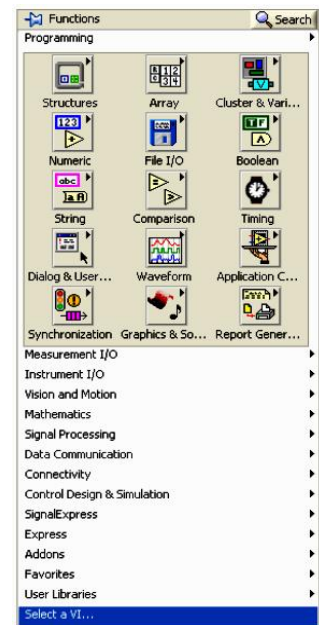 Functions
Search
Programming
Structures
Array
Cluster & Vari...
Numeric
File I/O
Boolean
String
Comparison
Timing
Dialog & User...
Waveform
Application C...
Synchronization
Graphics & So...
Report Gener...
Measurement I/O
Instrument I/O
Vision and Motion
Mathematics
Signal Processing
Data Communication
Connectivity
Control Design & Simulation
SignalExpress
Express
Addons
Favorites
User Libraries
Select a VI...